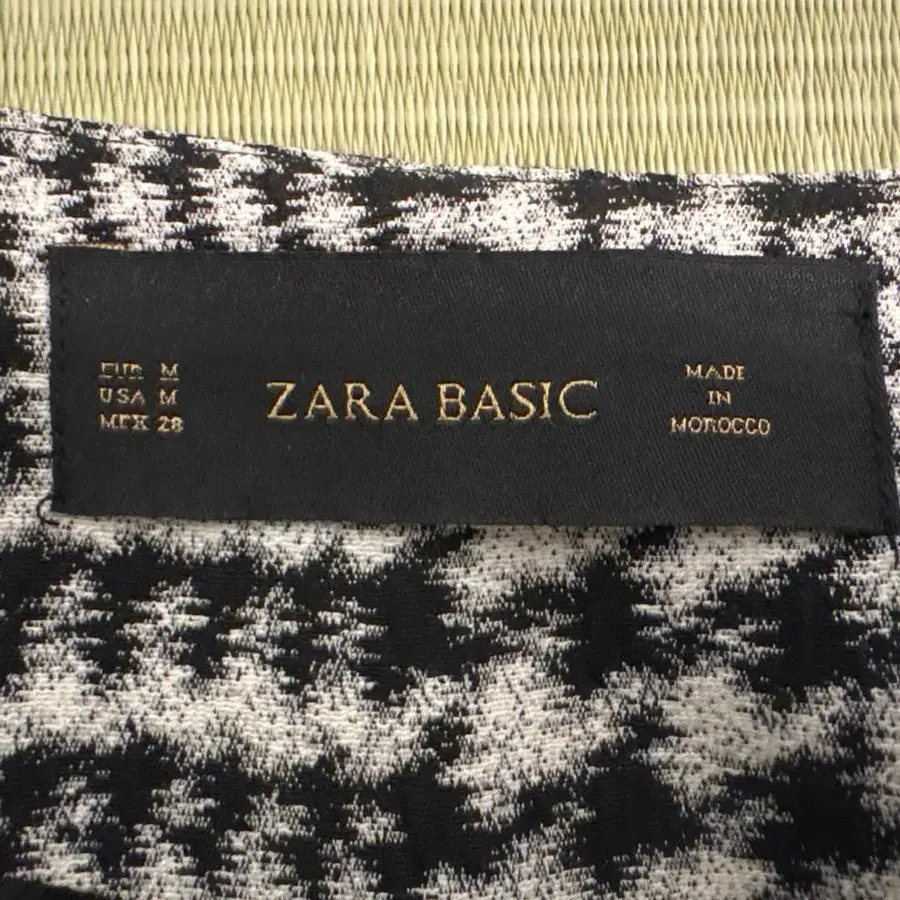 EUR M
USA M
MEX 28
ZARA BASIC
MADE
IN
MOROCCO